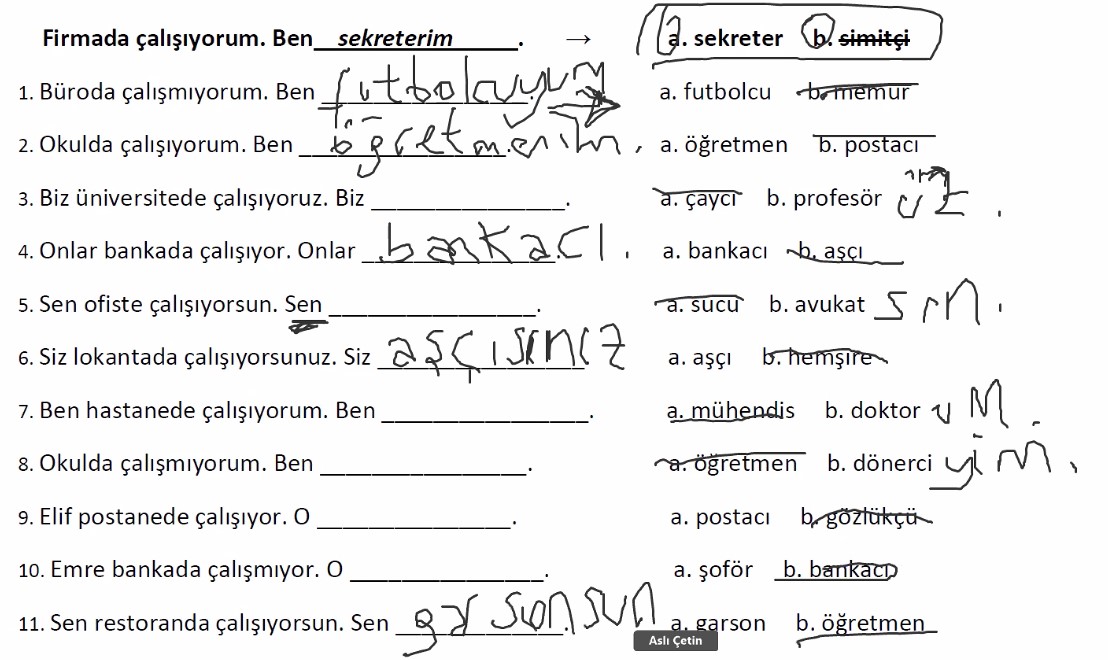 Firmada çalışıyorum. Ben sekreterim. → a. sekreter b. simitçi
1. Büroda çalışmıyorum. Ben futbolcuyum a. futbolcu b. memur
2. Okulda çalışıyorum. Ben öğretmenim. a. öğretmen b. postacı
3. Biz üniversitede çalışıyoruz. Biz ________________. a. çaycı b. profesör üz.
4. Onlar bankada çalışıyor. Onlar bankacı. a. bankacı b. aşçı
5. Sen ofiste çalışıyorsun. Sen _________________. a. sucu b. avukat sın.
6. Siz lokantada çalışıyorsunuz. Siz aşçısınız a. aşçı b. hemşire
7. Ben hastanede çalışıyorum. Ben _________________. a. mühendis b. doktor uM.
8. Okulda çalışmıyorum. Ben _________________. a. öğretmen b. dönerci yim.
9. Elif postanede çalışıyor. O ________________. a. postacı b. gözlükçü
10. Emre bankada çalışmıyor. O ________________. a. şoför b. bankacı
11. Sen restoranda çalışıyorsun. Sen garsonsun a. garson b. öğretmen
Aslı Çetin